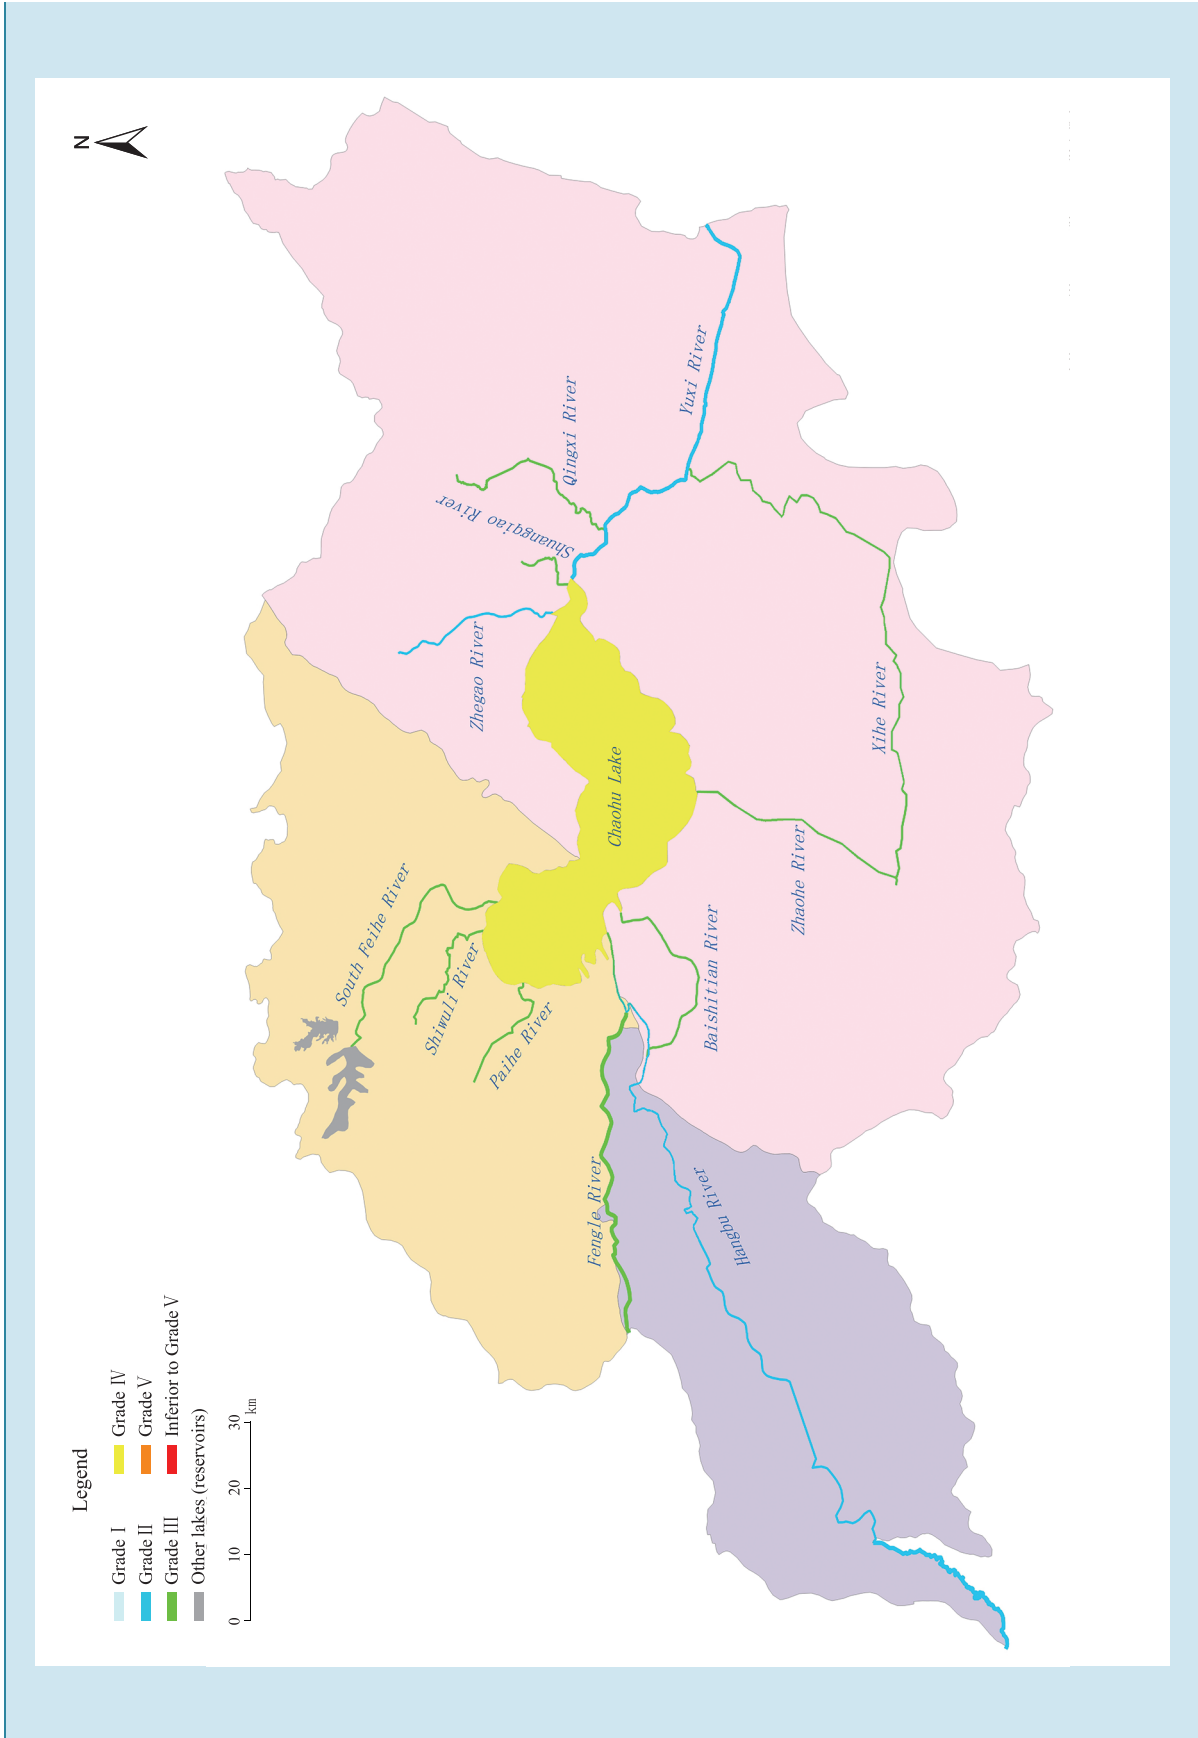 N
Qingxi River
Shuangqiao River
Yuxi River
Zhegao River
Chaohu Lake
Xihe River
South Feihe River
Shiwuli River
Paihe River
Zhaohe River
Baishitian River
Fengle River
Hangbu River
Legend
Grade I
Grade IV
Grade II
Grade V
Grade III
Inferior to Grade V
Other lakes (reservoirs)
0 10 20 30
km